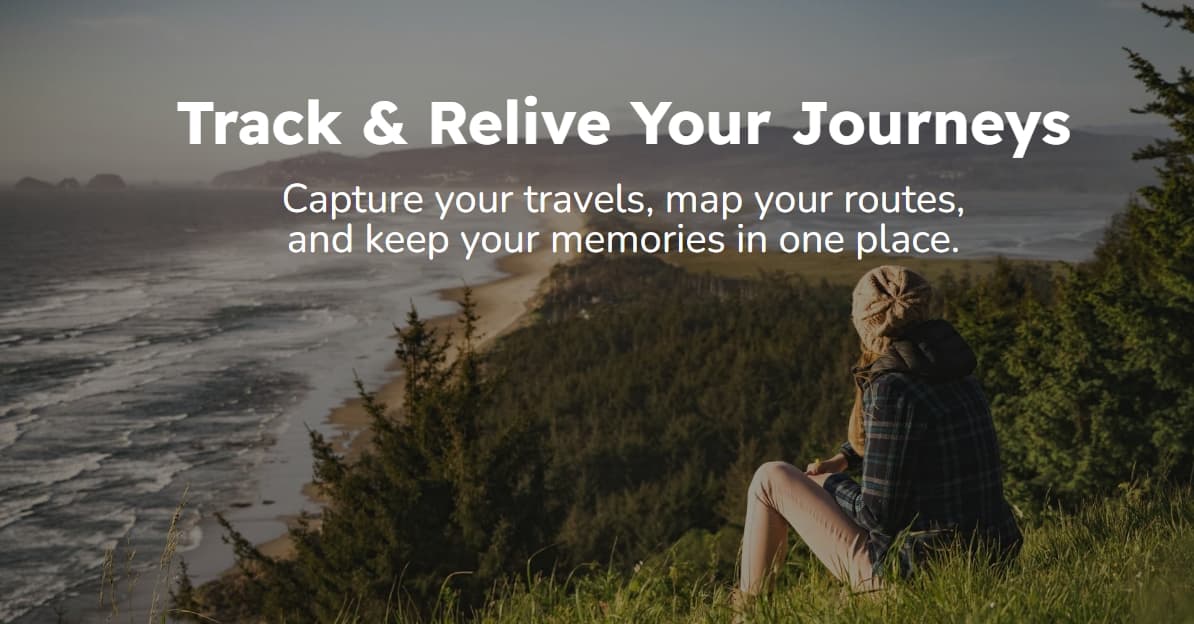 Track & Relive Your Journeys
Capture your travels, map your routes,
and keep your memories in one place.